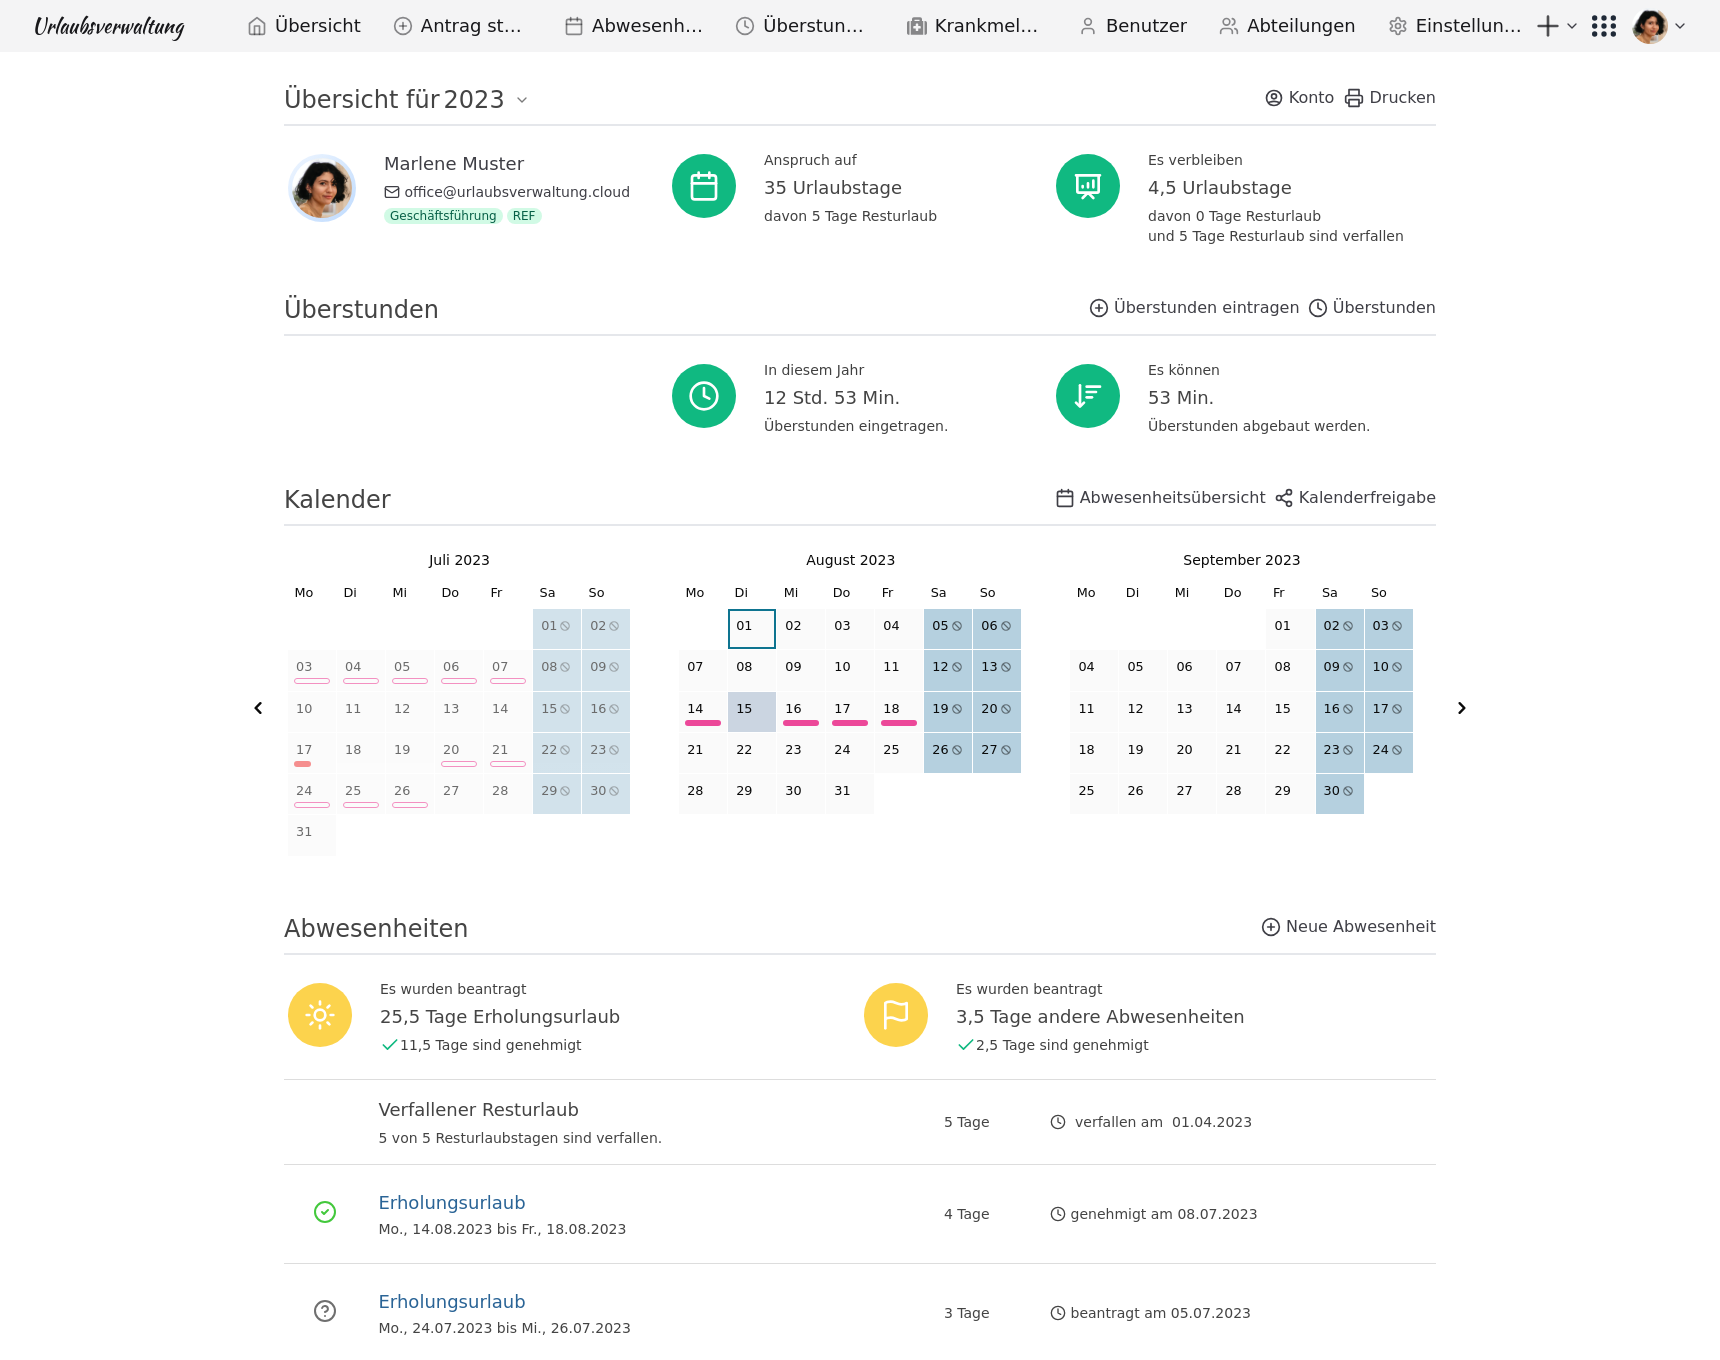 Urlaubsverwaltung
Übersicht
Antrag st…
Abwesenh…
Überstun…
Krankmel…
Benutzer
Abteilungen
Einstellun…
Übersicht für 2023
Konto
Drucken
Marlene Muster
office@urlaubsverwaltung.cloud
Geschäftsführung REF
Anspruch auf
35 Urlaubstage
davon 5 Tage Resturlaub
Es verbleiben
4,5 Urlaubstage
davon 0 Tage Resturlaub
und 5 Tage Resturlaub sind verfallen
Überstunden
Überstunden eintragen
Überstunden
In diesem Jahr
12 Std. 53 Min.
Überstunden eingetragen.
Es können
53 Min.
Überstunden abgebaut werden.
Kalender
Abwesenheitsübersicht
Kalenderfreigabe
Juli 2023
Mo Di Mi Do Fr Sa So
01 02
03 04 05 06 07 08 09
10 11 12 13 14 15 16
17 18 19 20 21 22 23
24 25 26 27 28 29 30
31
August 2023
Mo Di Mi Do Fr Sa So
01 02 03 04 05 06
07 08 09 10 11 12 13
14 15 16 17 18 19 20
21 22 23 24 25 26 27
28 29 30 31
September 2023
Mo Di Mi Do Fr Sa So
01 02 03
04 05 06 07 08 09 10
11 12 13 14 15 16 17
18 19 20 21 22 23 24
25 26 27 28 29 30
Abwesenheiten
Neue Abwesenheit
Es wurden beantragt
25,5 Tage Erholungsurlaub
11,5 Tage sind genehmigt
Es wurden beantragt
3,5 Tage andere Abwesenheiten
2,5 Tage sind genehmigt
Verfallener Resturlaub
5 von 5 Resturlaubstagen sind verfallen.
5 Tage
verfallen am 01.04.2023
Erholungsurlaub
Mo., 14.08.2023 bis Fr., 18.08.2023
4 Tage
genehmigt am 08.07.2023
Erholungsurlaub
Mo., 24.07.2023 bis Mi., 26.07.2023
3 Tage
beantragt am 05.07.2023